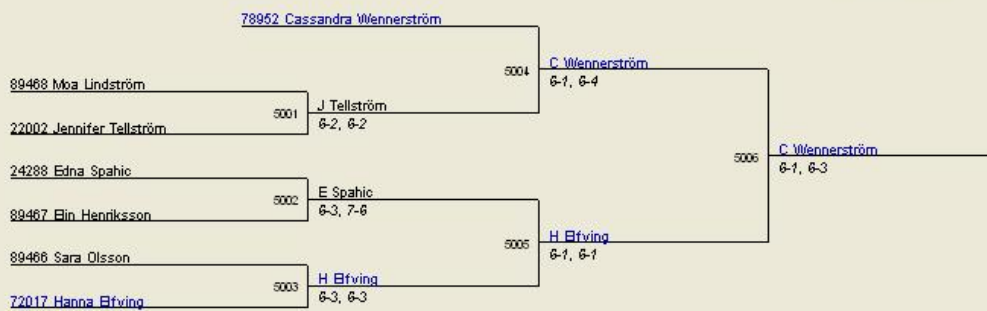 78952 Cassandra Wennerström
5004
C Wennerström
6-1, 6-4
89468 Moa Lindström
5001
J Tellström
6-2, 6-2
22002 Jennifer Tellström
5006
C Wennerström
6-1, 6-3
24288 Edna Spahic
5002
E Spahic
6-3, 7-6
89467 Elin Henriksson
5005
H Elfving
6-1, 6-1
89466 Sara Olsson
5003
H Elfving
6-3, 6-3
72017 Hanna Elfving